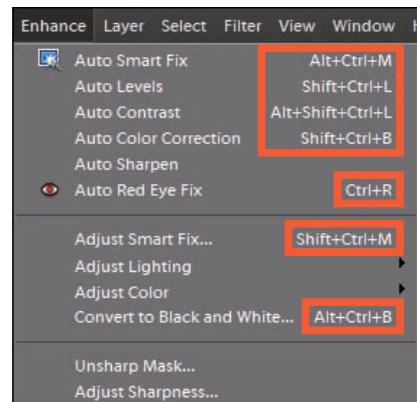 Enhance Layer Select Filter View Window
Auto Smart Fix Alt+Ctrl+M
Auto Levels Shift+Ctrl+L
Auto Contrast Alt+Shift+Ctrl+L
Auto Color Correction Shift+Ctrl+B
Auto Sharpen
Auto Red Eye Fix Ctrl+R
Adjust Smart Fix... Shift+Ctrl+M
Adjust Lighting
Adjust Color
Convert to Black and White... Alt+Ctrl+B
Unsharp Mask...
Adjust Sharpness...